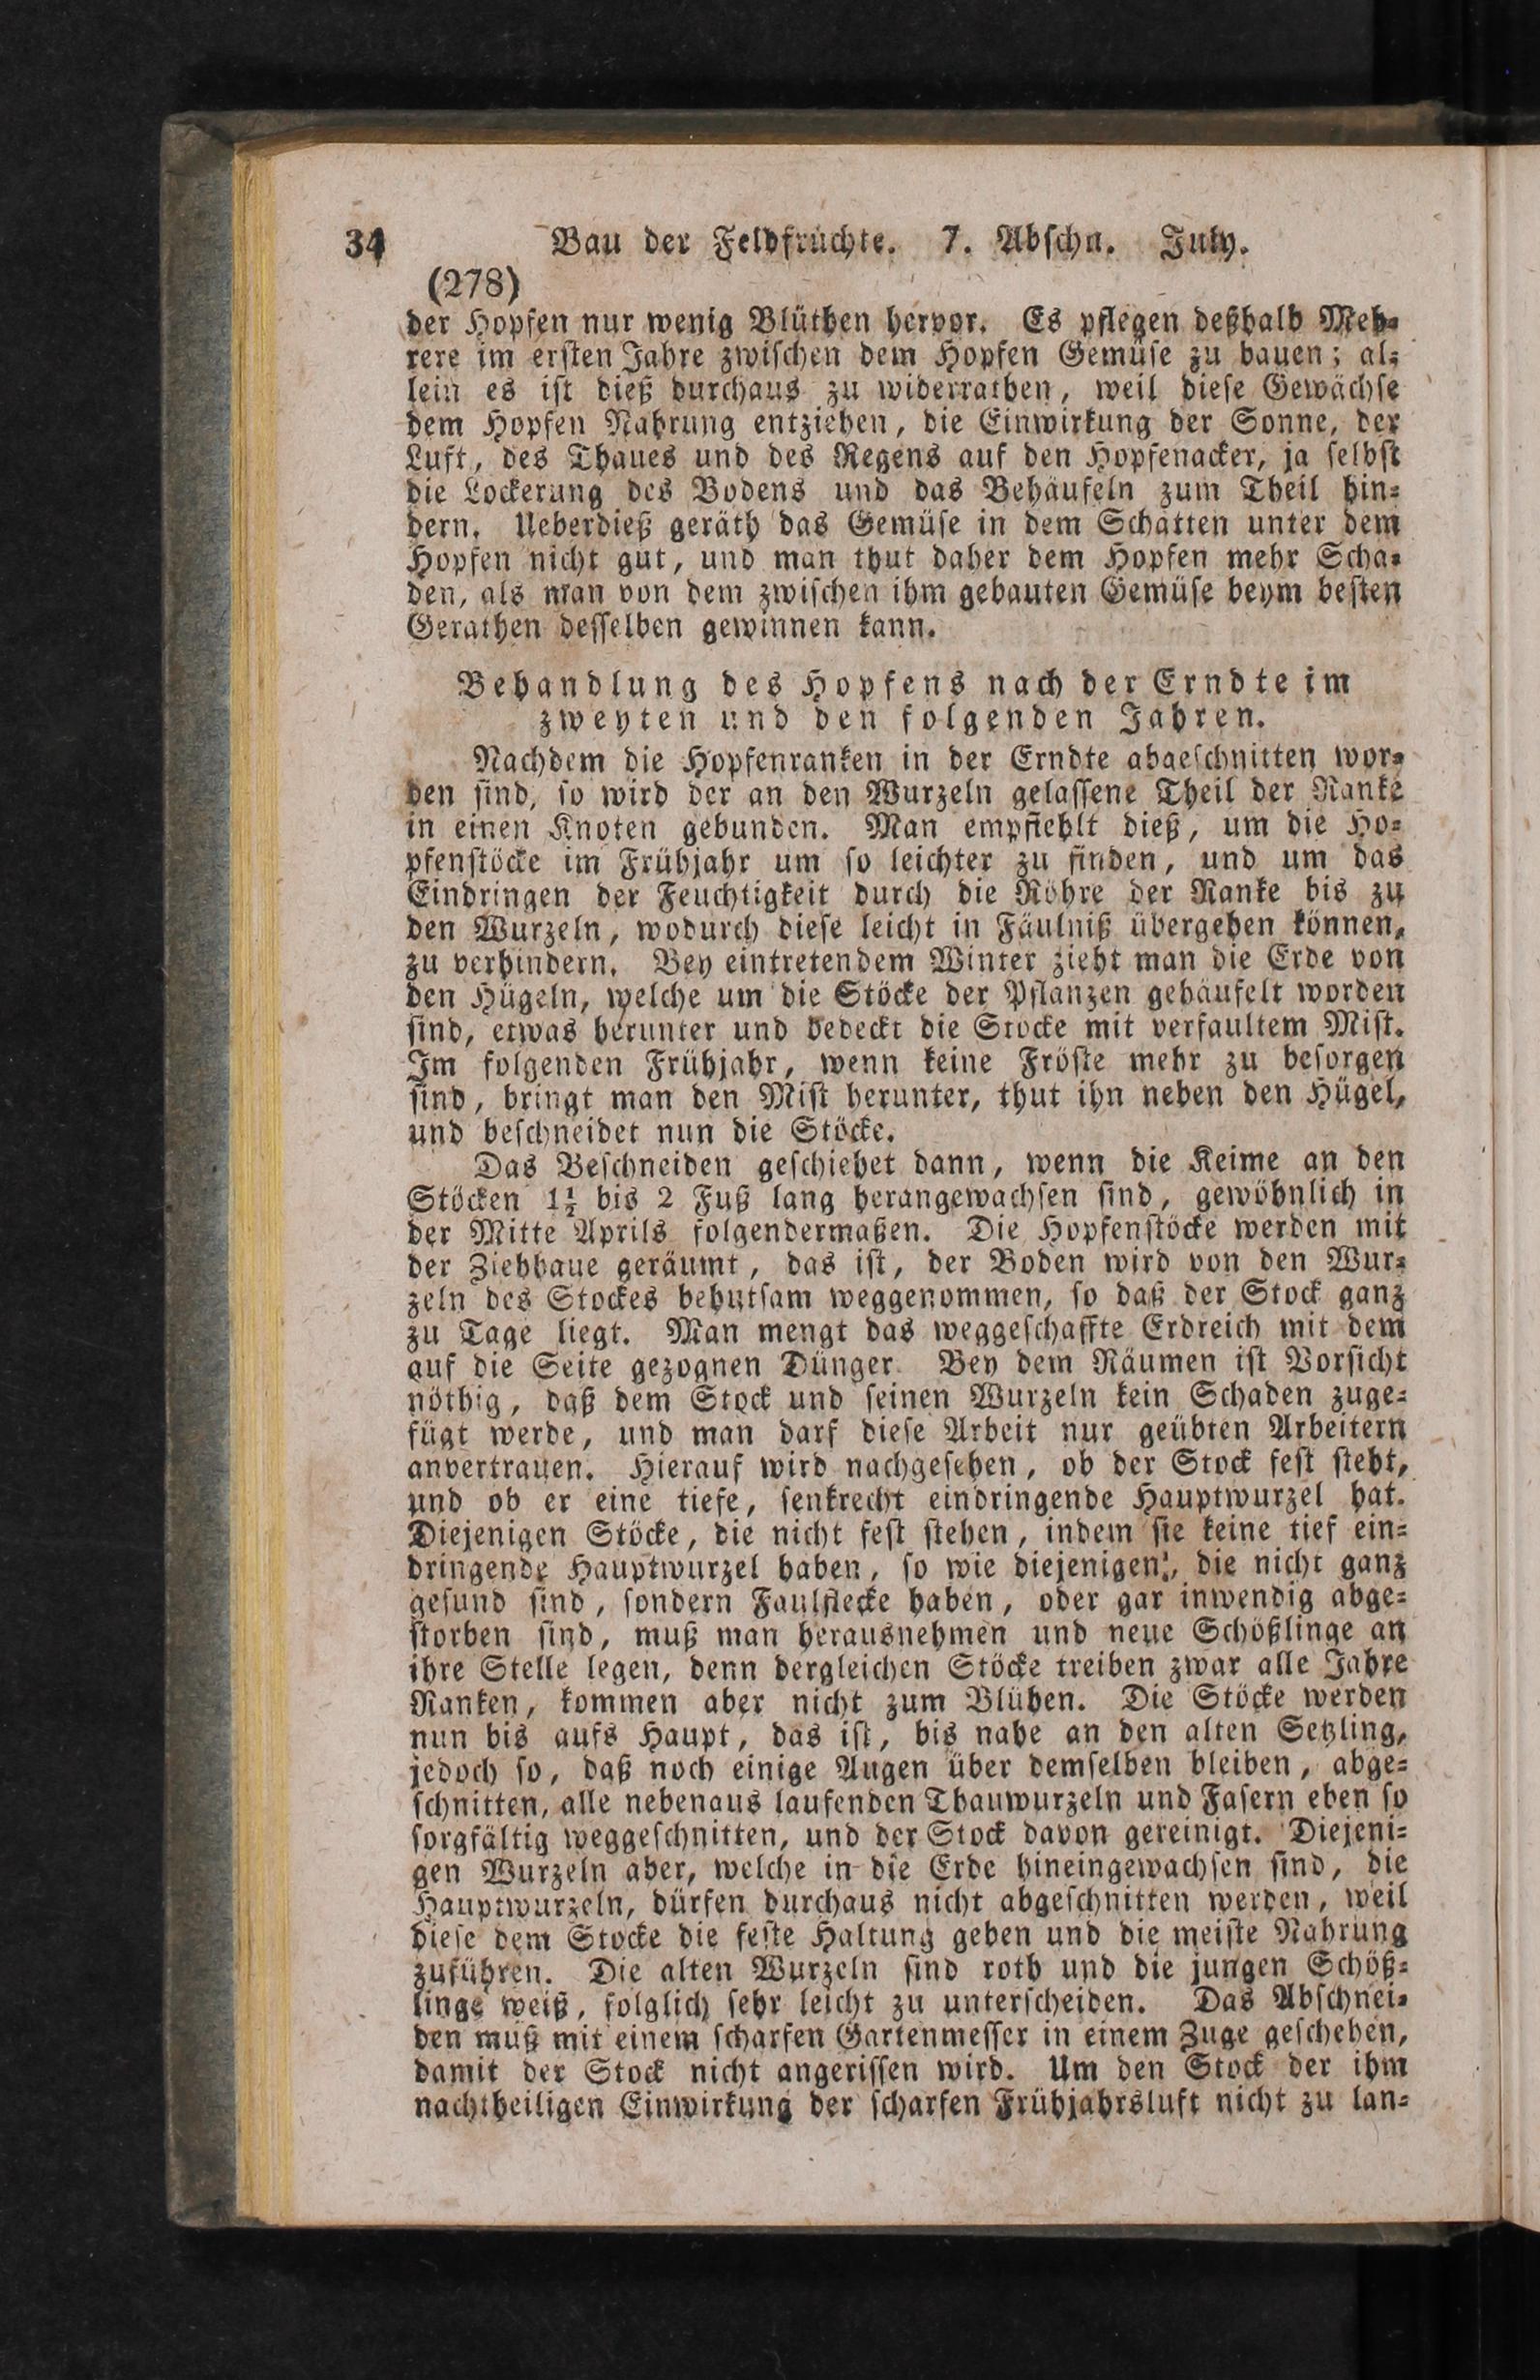 34 Bau der Feldfrüchte. 7. Abschn. July.
(278)
der Hopfen nur wenig Blüthen hervor. Es pflegen deßhalb Meh-
rere im ersten Jahre zwischen dem Hopfen Gemüse zu bauen; al-
lein es ist dieß durchaus zu widerrathen, weil diese Gewächse
dem Hopfen Nahrung entziehen, die Einwirkung der Sonne, der
Luft, des Thaues und des Regens auf den Hopfenacker, ja selbst
die Lockerung des Bodens und das Behäufeln zum Theil hin-
dern. Ueberdieß geräth das Gemüse in dem Schatten unter dem
Hopfen nicht gut, und man thut daher dem Hopfen mehr Scha-
den, als man von dem zwischen ihm gebauten Gemüse beym besten
Gerathen desselben gewinnen kann.
Behandlung des Hopfens nach der Erndte im
zweyten und den folgenden Jahren.
Nachdem die Hopfenranken in der Erndte abgeschnitten wor-
den sind, so wird der an den Wurzeln gelassene Theil der Ranke
in einen Knoten gebunden. Man empfiehlt dieß, um die Ho-
pfenstöcke im Frühjahr um so leichter zu finden, und um das
Eindringen der Feuchtigkeit durch die Röhre der Ranke bis zu
den Wurzeln, wodurch diese leicht in Fäulniß übergehen können,
zu verhindern. Bey eintretendem Winter zieht man die Erde von
den Hügeln, welche um die Stöcke der Pflanzen gehäufelt worden
sind, etwas herunter und bedeckt die Stöcke mit verfaultem Mist.
Im folgenden Frühjahr, wenn keine Fröste mehr zu besorgen
sind, bringt man den Mist herunter, thut ihn neben den Hügel,
und beschneidet nun die Stöcke.
Das Beschneiden geschiehet dann, wenn die Keime an den
Stöcken 1½ bis 2 Fuß lang herangewachsen sind, gewöhnlich in
der Mitte Aprils folgendermaßen. Die Hopfenstöcke werden mit
der Ziehhaue geräumt, das ist, der Boden wird von den Wur-
zeln des Stockes behutsam weggenommen, so daß der Stock ganz
zu Tage liegt. Man mengt das weggeschaffte Erdreich mit dem
auf die Seite gezognen Dünger. Bey dem Räumen ist Vorsicht
nöthig, daß dem Stock und seinen Wurzeln kein Schaden zuge-
fügt werde, und man darf diese Arbeit nur geübten Arbeitern
anvertrauen. Hierauf wird nachgesehen, ob der Stock fest steht,
und ob er eine tiefe, senkrecht eindringende Hauptwurzel hat.
Diejenigen Stöcke, die nicht fest stehen, indem sie keine tief ein-
dringende Hauptwurzel haben, so wie diejenigen, die nicht ganz
gesund sind, sondern Faulflecke haben, oder gar inwendig abge-
storben sind, muß man herausnehmen und neue Schößlinge an
ihre Stelle legen, denn dergleichen Stöcke treiben zwar alle Jahre
Ranken, kommen aber nicht zum Blühen. Die Stöcke werden
nun bis aufs Haupt, das ist, bis nahe an den alten Setzling,
jedoch so, daß noch einige Augen über demselben bleiben, abge-
schnitten, alle nebenaus laufenden Thauwurzeln und Fasern eben so
sorgfältig weggeschnitten, und der Stock davon gereinigt. Diejeni-
gen Wurzeln aber, welche in die Erde hineingewachsen sind, die
Hauptwurzeln, dürfen durchaus nicht abgeschnitten werden, weil
diese dem Stocke die feste Haltung geben und die meiste Nahrung
zuführen. Die alten Wurzeln sind roth und die jungen Schöß-
linge weiß, folglich sehr leicht zu unterscheiden. Das Abschnei-
den muß mit einem scharfen Gartenmesser in einem Zuge geschehen,
damit der Stock nicht angerissen wird. Um den Stock der ihm
nachtheiligen Einwirkung der scharfen Frühjahrsluft nicht zu lan-